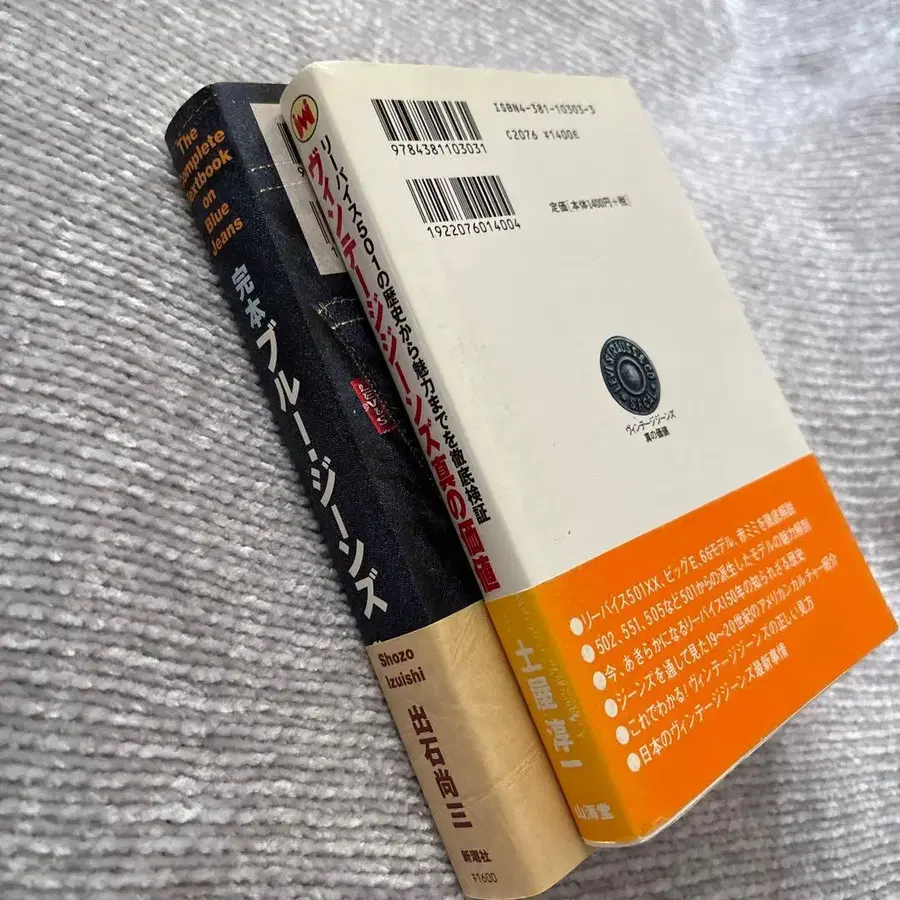 The
Complete
Textbook
on
Blue
Jeans
完本 ブルー・ジーンズ
Shozo
Izuishi
出石尚三
新潮社
¥1600
リーバイス501の歴史から魅力までを徹底検証
ヴィンテージジーンズ真の価値
山海堂
ISBN4-381-10303-3
C2076 ¥1400E
9784381103031
1922076014004
定価[本体1400円+税]
LEVI STRAUSS & CO
S.F.CAL
ヴィンテージジーンズ
真の価値
●リーバイス501XX、ビッグE、66モデル、赤ミミを徹底解説
●502、551、505など501からの派生したモデルの魅力解剖
●今、あきらかになるリーバイス150年の知られざる歴史
●ジーンズを通して見た19〜20世紀のアメリカンカルチャー紹介
●これでわかる!ヴィンテージジーンズの正しい見方
●日本のヴィンテージジーンズ最新事情